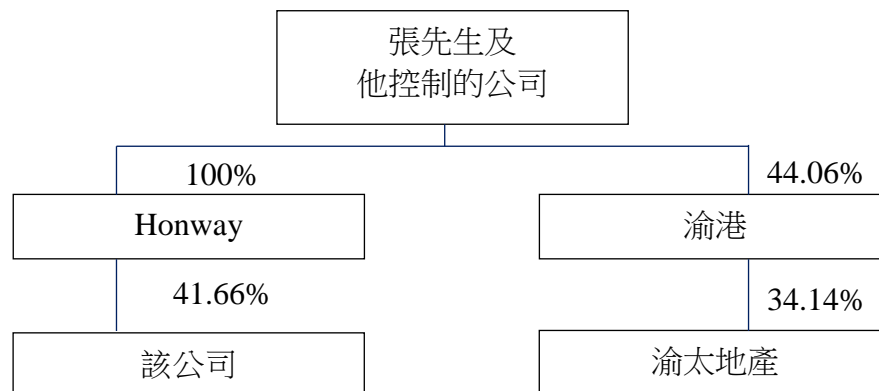 張先生及
他控制的公司
100%
44.06%
Honway
渝港
41.66%
34.14%
該公司
渝太地產